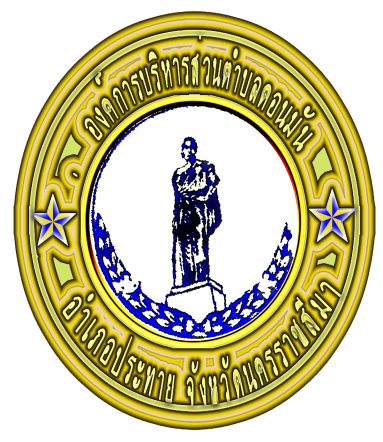 องค์การบริหารส่วนตำบลดอนมัน
อำเภอประทาย จังหวัดนครราชสีมา